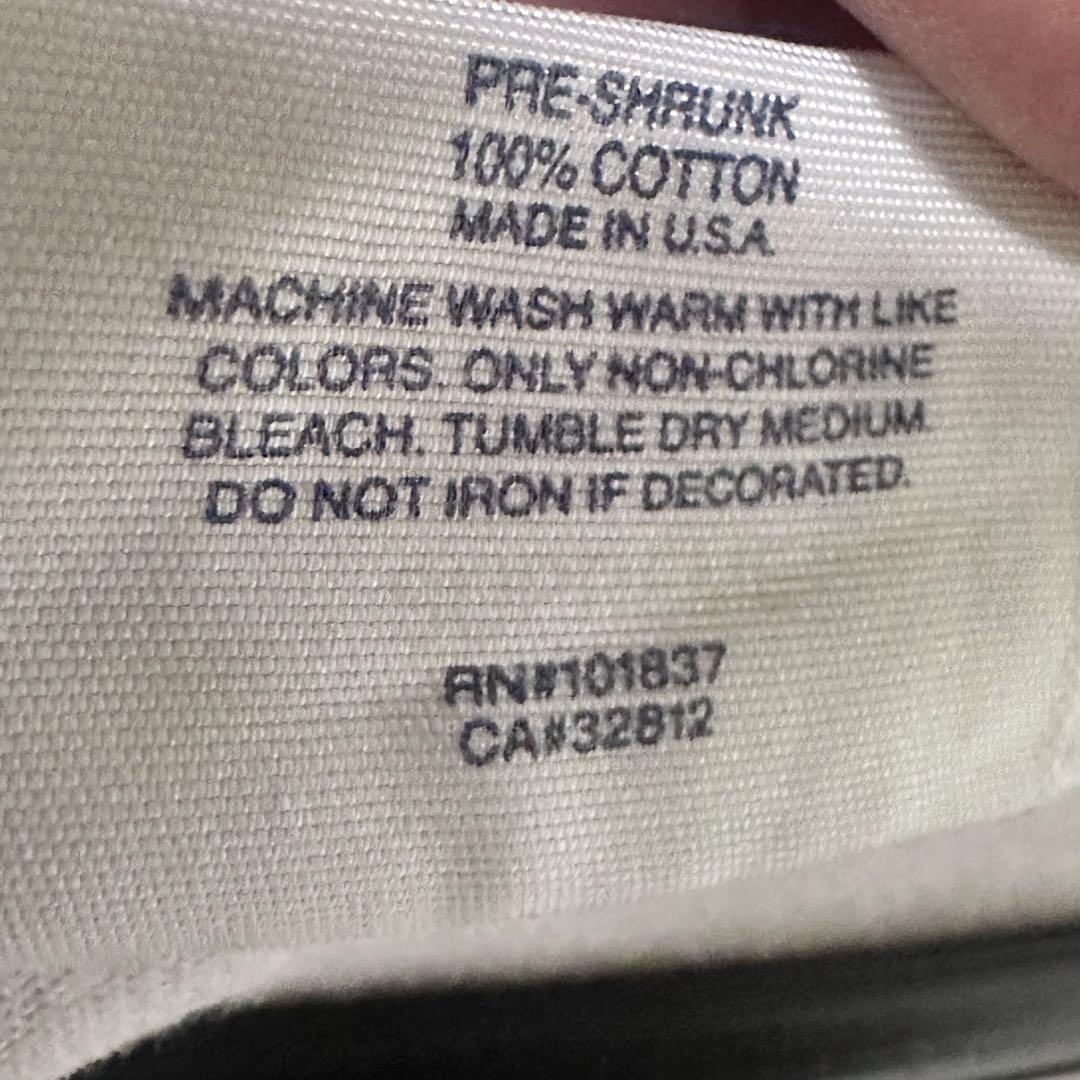 PRE-SHRUNK
100% COTTON
MADE IN U.S.A.
MACHINE WASH WARM WITH LIKE
COLORS. ONLY NON-CHLORINE
BLEACH. TUMBLE DRY MEDIUM.
DO NOT IRON IF DECORATED.
RN#101837
CA#32812